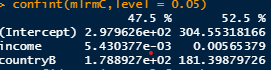 > confint(mlrmC,level = 0.05)
47.5 % 52.5 %
(Intercept) 2.979626e+02 304.55318166
income 5.430377e-03 0.00565379
countryB 1.788927e+02 181.39879726